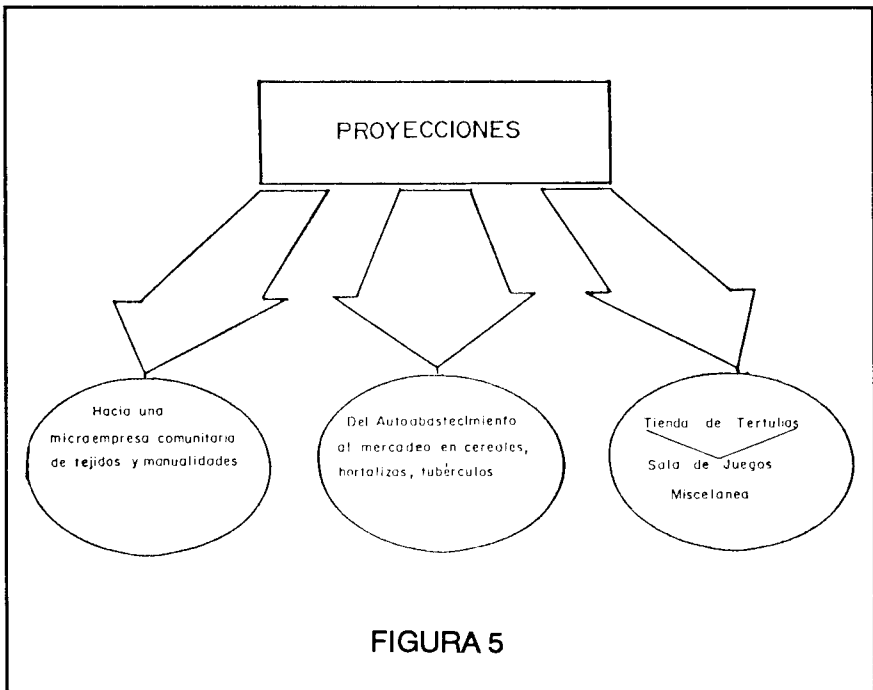 PROYECCIONES
Hacia una
microempresa comunitaria
de tejidos y manualidades
Del Autoabastecimiento
al mercadeo en cereales,
hortalizas, tubérculos
Tienda de Tertulias
Sala de Juegos
Miscelanea
FIGURA 5